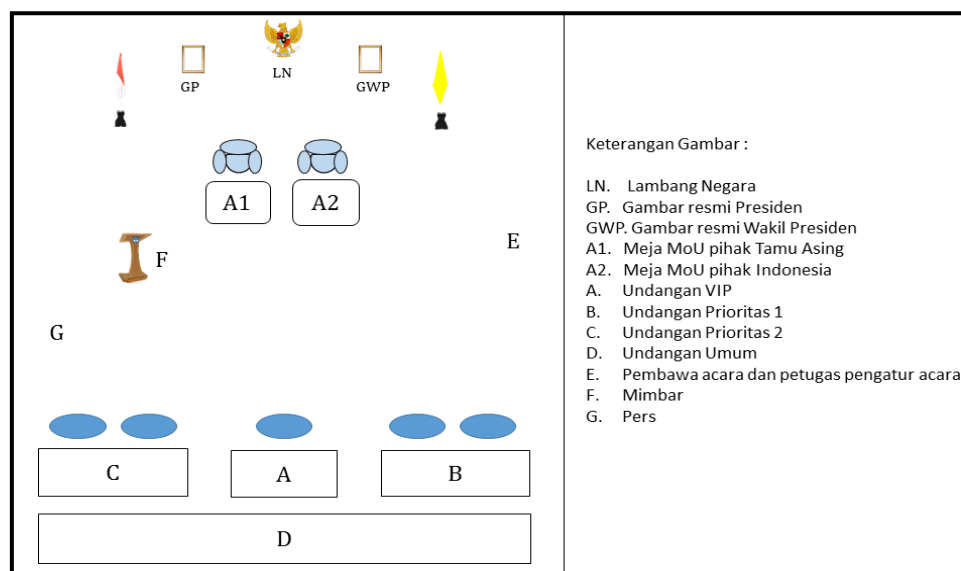 LN
GP
GWP
A1
A2
E
F
G
C
A
B
D
Keterangan Gambar :
LN. Lambang Negara
GP. Gambar resmi Presiden
GWP. Gambar resmi Wakil Presiden
A1. Meja MoU pihak Tamu Asing
A2. Meja MoU pihak Indonesia
A. Undangan VIP
B. Undangan Prioritas 1
C. Undangan Prioritas 2
D. Undangan Umum
E. Pembawa acara dan petugas pengatur acara
F. Mimbar
G. Pers